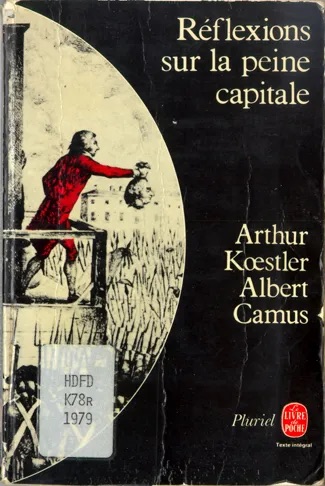 Réflexions
sur la peine
capitale
Arthur
Kœstler
Albert
Camus
HDFD
K78R
1979
Pluriel
Le
LIVRE
de
POCHE
Texte intégral